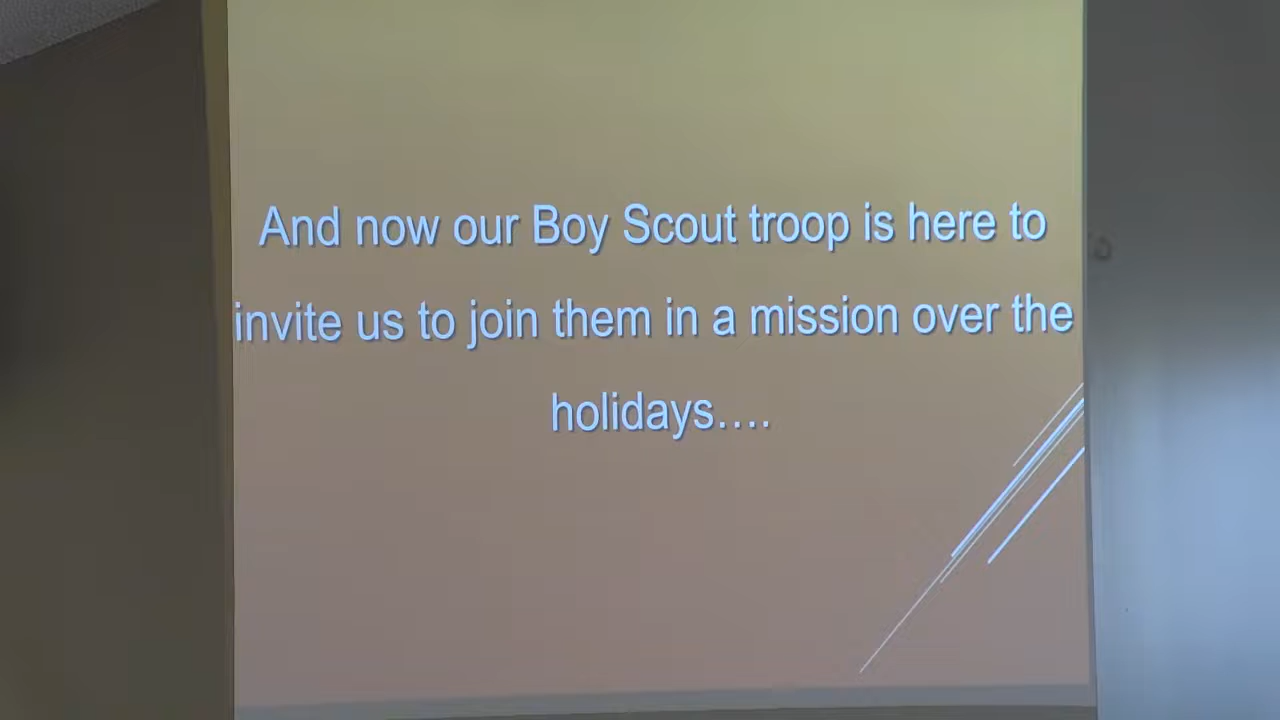 And now our Boy Scout troop is here to
invite us to join them in a mission over the
holidays….